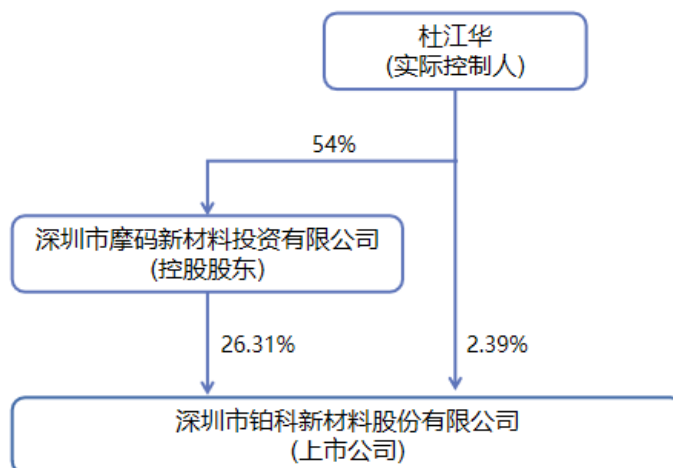 杜江华
(实际控制人)
54%
深圳市摩码新材料投资有限公司
(控股股东)
26.31%
2.39%
深圳市铂科新材料股份有限公司
(上市公司)